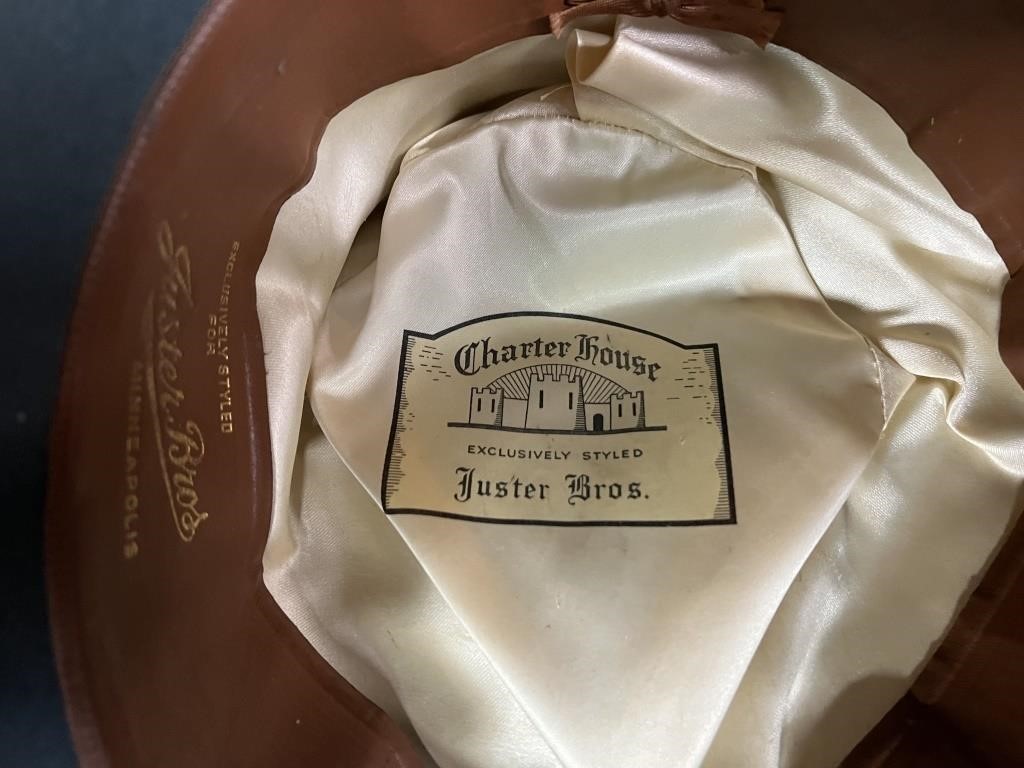 Charter House
EXCLUSIVELY STYLED
Juster Bros.
EXCLUSIVELY STYLED
FOR
Juster Bros
MINNEAPOLIS